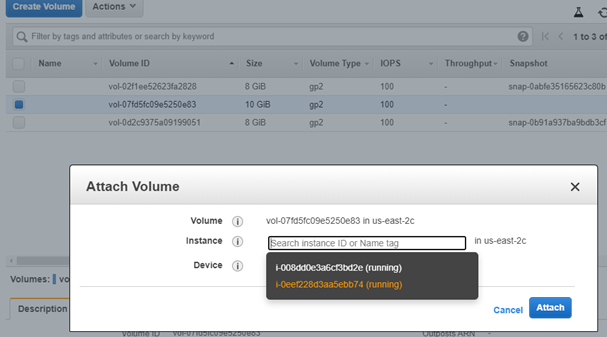 Create Volume Actions
Filter by tags and attributes or search by keyword 1 to 3 of
Name Volume ID Size Volume Type IOPS Throughput Snapshot
vol-02f1ee52623fa2828 8 GiB gp2 100 - snap-0abfe35165623c80b
vol-07fd5fc09e5250e83 10 GiB gp2 100 -
vol-0d2c9375a09199051 8 GiB gp2 100 - snap-0b91a937ba9bdb3cf
Attach Volume
Volume vol-07fd5fc09e5250e83 in us-east-2c
Instance Search instance ID or Name tag in us-east-2c
Device
i-008dd0e3a6cf3bd2e (running)
i-0eef228d3aa5ebb74 (running)
Cancel Attach
Volumes: vo
Description
Volume ID vol-07fd5fc09e5250e83 Outposts ARN -